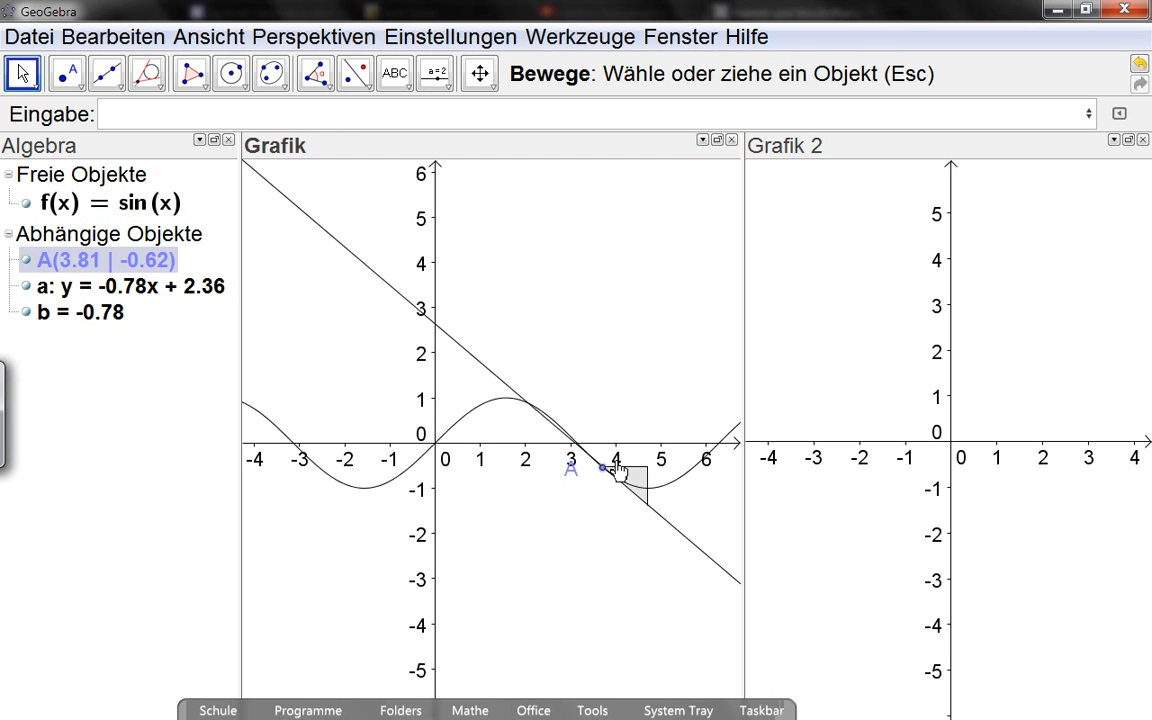 GeoGebra
Datei Bearbeiten Ansicht Perspektiven Einstellungen Werkzeuge Fenster Hilfe
A
ABC
a=2
Bewege: Wähle oder ziehe ein Objekt (Esc)
Eingabe:
Algebra
Grafik
Grafik 2
Freie Objekte
f(x) = sin (x)
Abhängige Objekte
A(3.81 | -0.62)
a: y = -0.78x + 2.36
b = -0.78
6
5
4
3
2
1
0
-1
-2
-3
-4
-5
-4 -3 -2 -1 0 1 2 3 4 5 6
A
5
4
3
2
1
0
-1
-2
-3
-4
-5
-4 -3 -2 -1 0 1 2 3 4
Schule Programme Folders Mathe Office Tools System Tray Taskbar